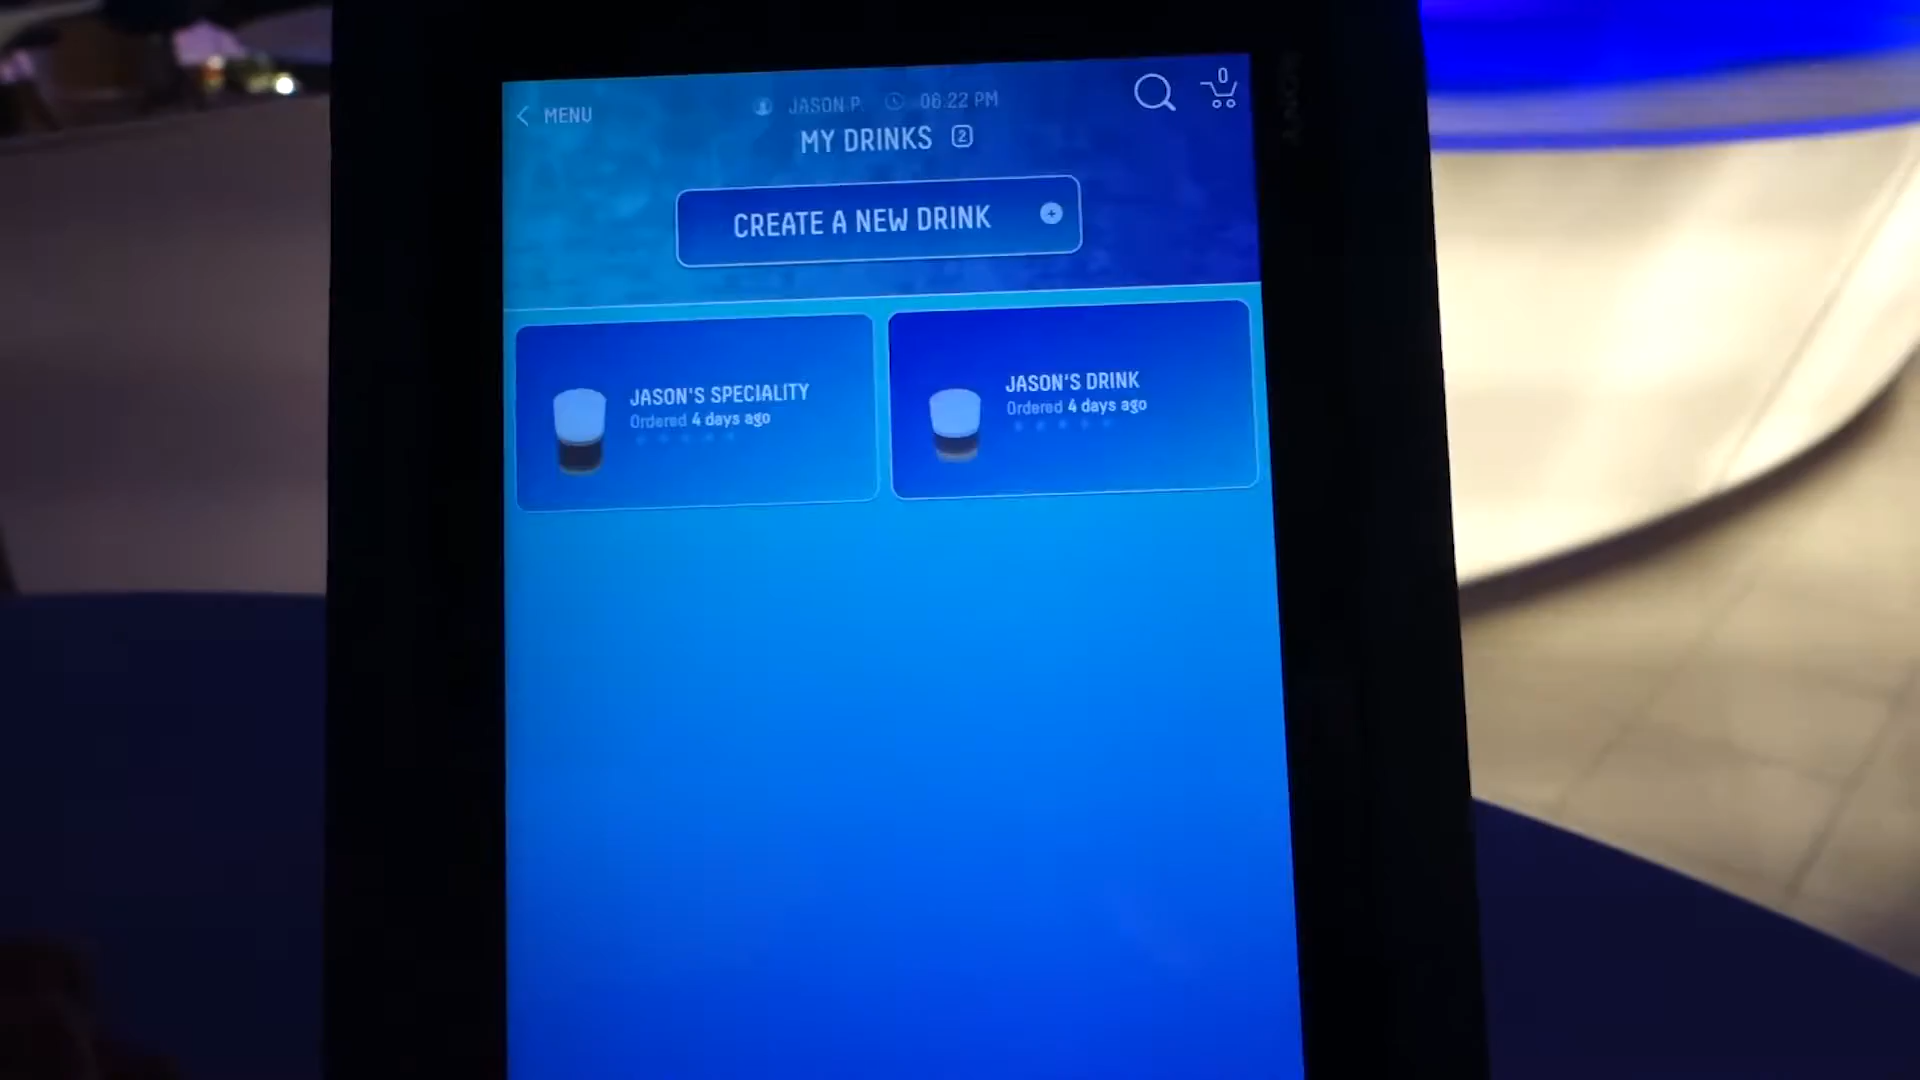 MENU
JASON P. 06.22 PM
0
MY DRINKS 2
CREATE A NEW DRINK
JASON'S SPECIALITY
Ordered 4 days ago
JASON'S DRINK
Ordered 4 days ago
SONY